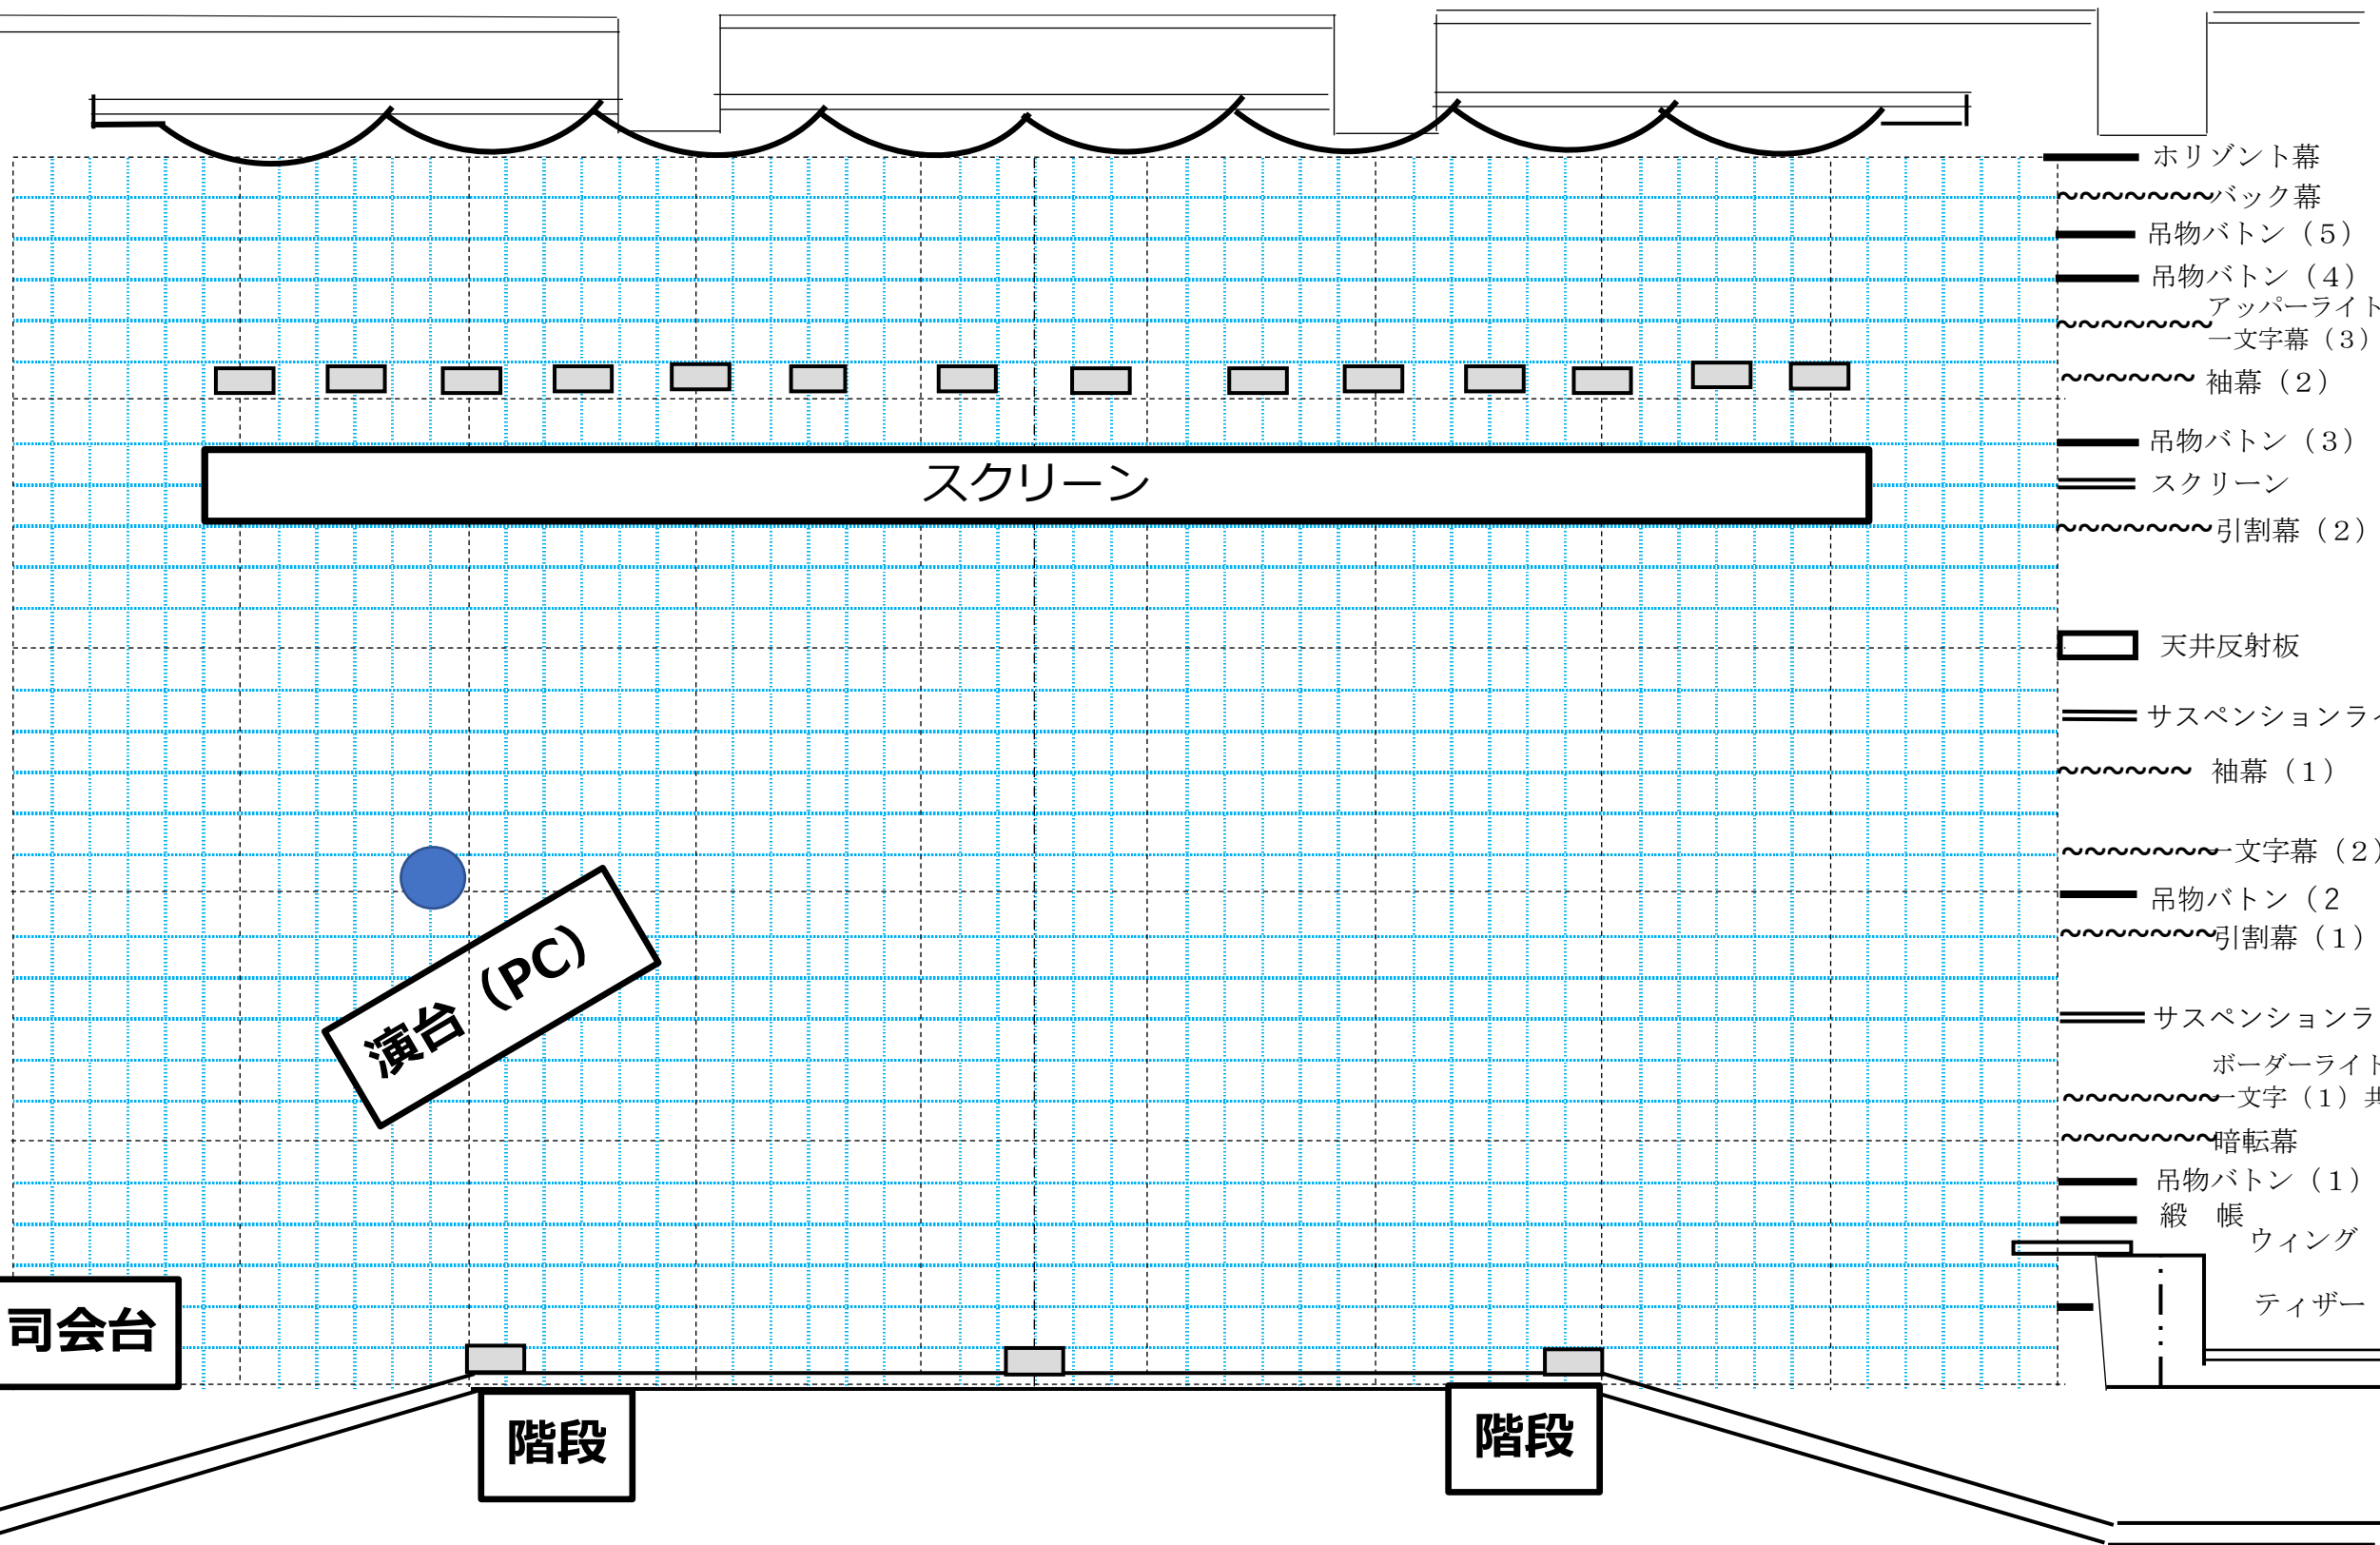 ホリゾント幕
バック幕
吊物バトン（５）
吊物バトン（４）
アッパーライト
一文字幕（３）
袖幕（２）
吊物バトン（３）
スクリーン
スクリーン
引割幕（２）
天井反射板
サスペンションラ
袖幕（１）
一文字幕（２）
吊物バトン（２
引割幕（１）
サスペンションラ
ボーダーライト
一文字（１）共
暗転幕
吊物バトン（１）
緞　帳
ウィング
ティザー
演台（PC）
司会台
階段
階段